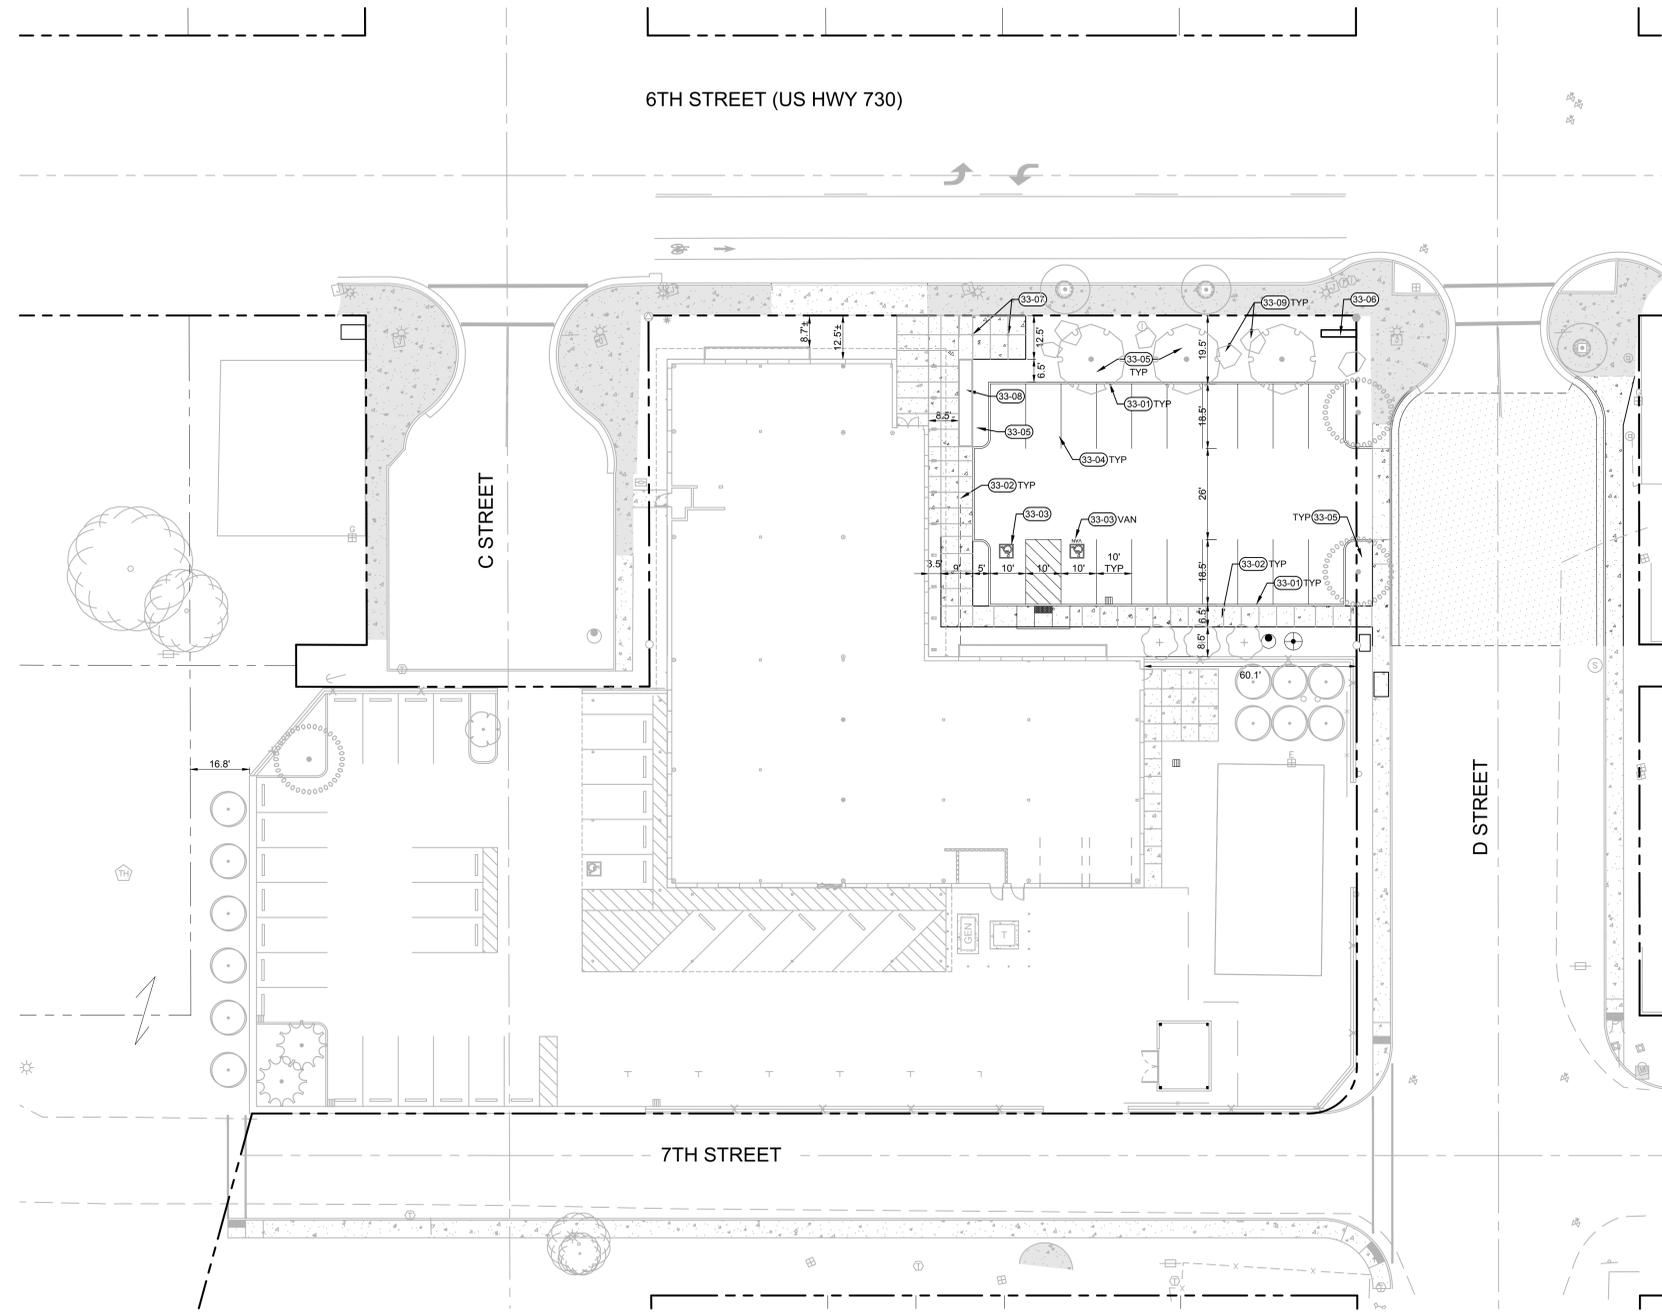 6TH STREET (US HWY 730)
33-07
33-09 TYP
33-06
8.7'±
12.5'±
12.5'
19.5'
33-05
TYP
6.5'
33-08
33-01 TYP
8.5'
18.5'
33-05
33-04 TYP
C STREET
33-02 TYP
26'
33-03
33-03 VAN
TYP 33-05
3.5'
9'
5'
10'
10'
10'
10'
TYP
18.5'
33-02 TYP
33-01 TYP
6.5'
8.5'
60.1'
G
E
S
16.8'
D STREET
TH
GEN
T
7TH STREET